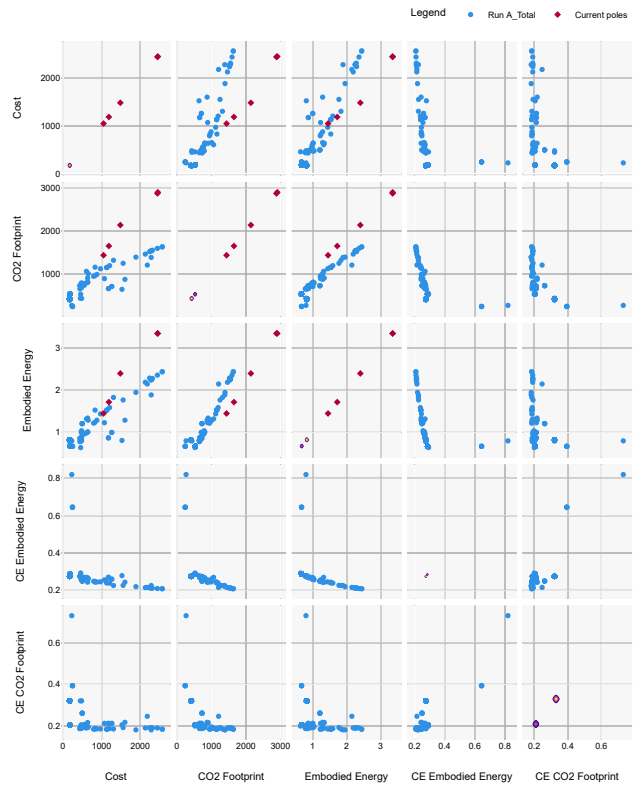 Legend Run A_Total Current poles
2000
1000
0
Cost
3000
2000
1000
CO2 Footprint
3
2
1
Embodied Energy
0.8
0.6
0.4
0.2
CE Embodied Energy
0.6
0.4
0.2
CE CO2 Footprint
0 1000 2000 0 1000 2000 3000 1 2 3 0.2 0.4 0.6 0.8 0.2 0.4 0.6
Cost CO2 Footprint Embodied Energy CE Embodied Energy CE CO2 Footprint